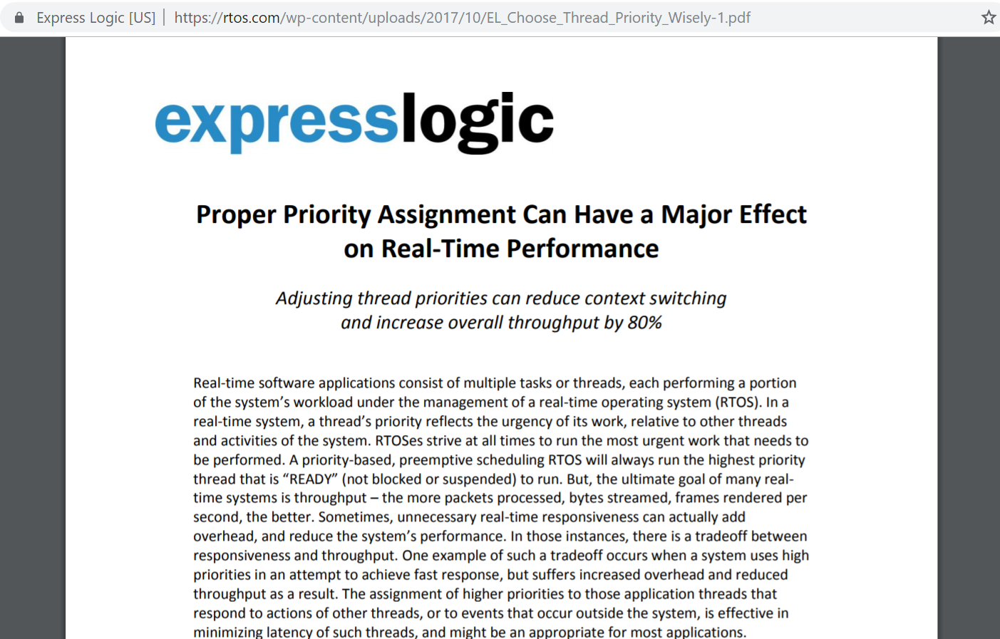 Express Logic [US] | https://rtos.com/wp-content/uploads/2017/10/EL_Choose_Thread_Priority_Wisely-1.pdf
expresslogic
Proper Priority Assignment Can Have a Major Effect
on Real-Time Performance
Adjusting thread priorities can reduce context switching
and increase overall throughput by 80%
Real-time software applications consist of multiple tasks or threads, each performing a portion
of the system’s workload under the management of a real-time operating system (RTOS). In a
real-time system, a thread’s priority reflects the urgency of its work, relative to other threads
and activities of the system. RTOSes strive at all times to run the most urgent work that needs to
be performed. A priority-based, preemptive scheduling RTOS will always run the highest priority
thread that is “READY” (not blocked or suspended) to run. But, the ultimate goal of many real-
time systems is throughput – the more packets processed, bytes streamed, frames rendered per
second, the better. Sometimes, unnecessary real-time responsiveness can actually add
overhead, and reduce the system’s performance. In those instances, there is a tradeoff between
responsiveness and throughput. One example of such a tradeoff occurs when a system uses high
priorities in an attempt to achieve fast response, but suffers increased overhead and reduced
throughput as a result. The assignment of higher priorities to those application threads that
respond to actions of other threads, or to events that occur outside the system, is effective in
minimizing latency of such threads, and might be an appropriate for most applications.